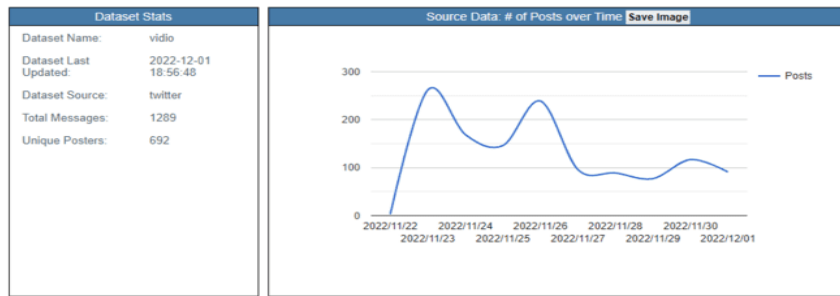 Dataset Stats
Dataset Name: vidio
Dataset Last Updated: 2022-12-01 18:56:48
Dataset Source: twitter
Total Messages: 1289
Unique Posters: 692
Source Data: # of Posts over Time Save Image
300
200
100
0
Posts
2022/11/22 2022/11/24 2022/11/26 2022/11/28 2022/11/30
2022/11/23 2022/11/25 2022/11/27 2022/11/29 2022/12/01